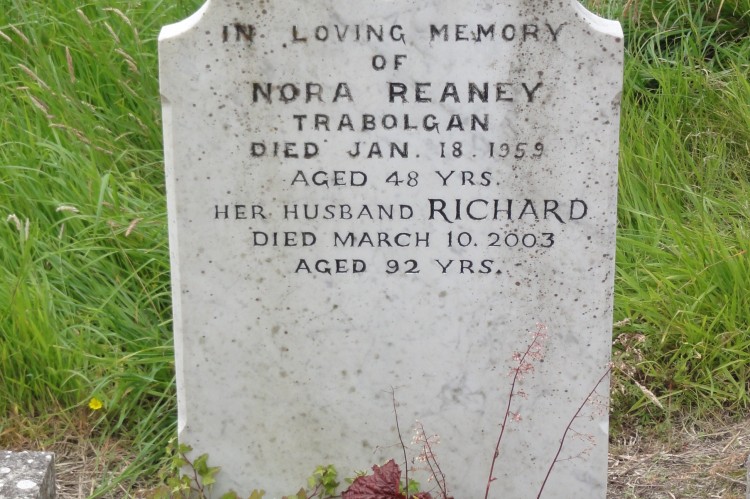 IN LOVING MEMORY
OF
NORA REANEY
TRABOLGAN
DIED JAN. 18. 1959
AGED 48 YRS.
HER HUSBAND RICHARD
DIED MARCH 10. 2003
AGED 92 YRS.